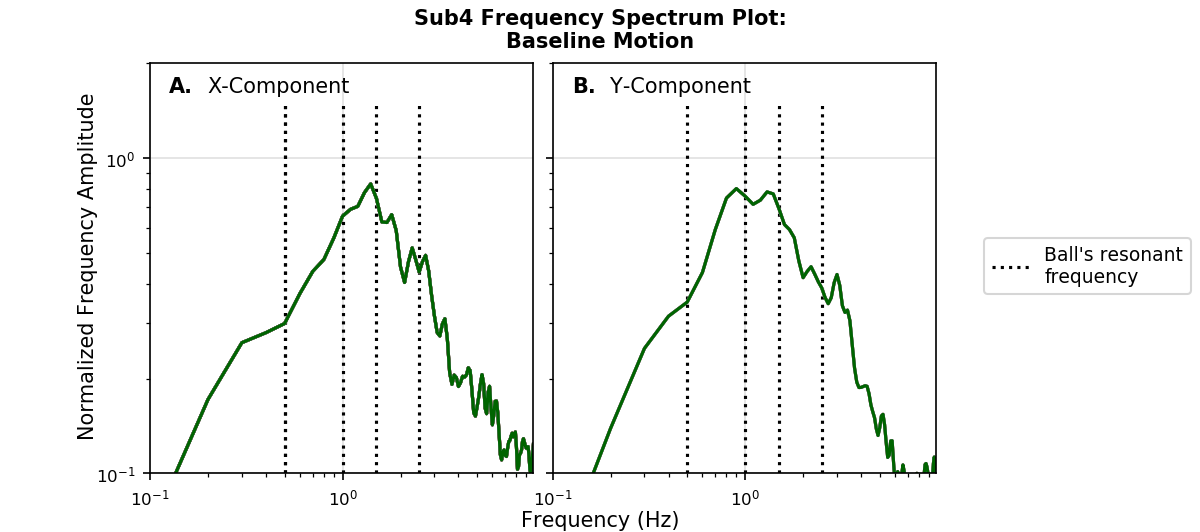 Sub4 Frequency Spectrum Plot:
Baseline Motion
A. X-Component
B. Y-Component
Normalized Frequency Amplitude
10⁰
10⁻¹
10⁻¹
10⁰
10⁻¹
10⁰
Frequency (Hz)
Ball's resonant
frequency